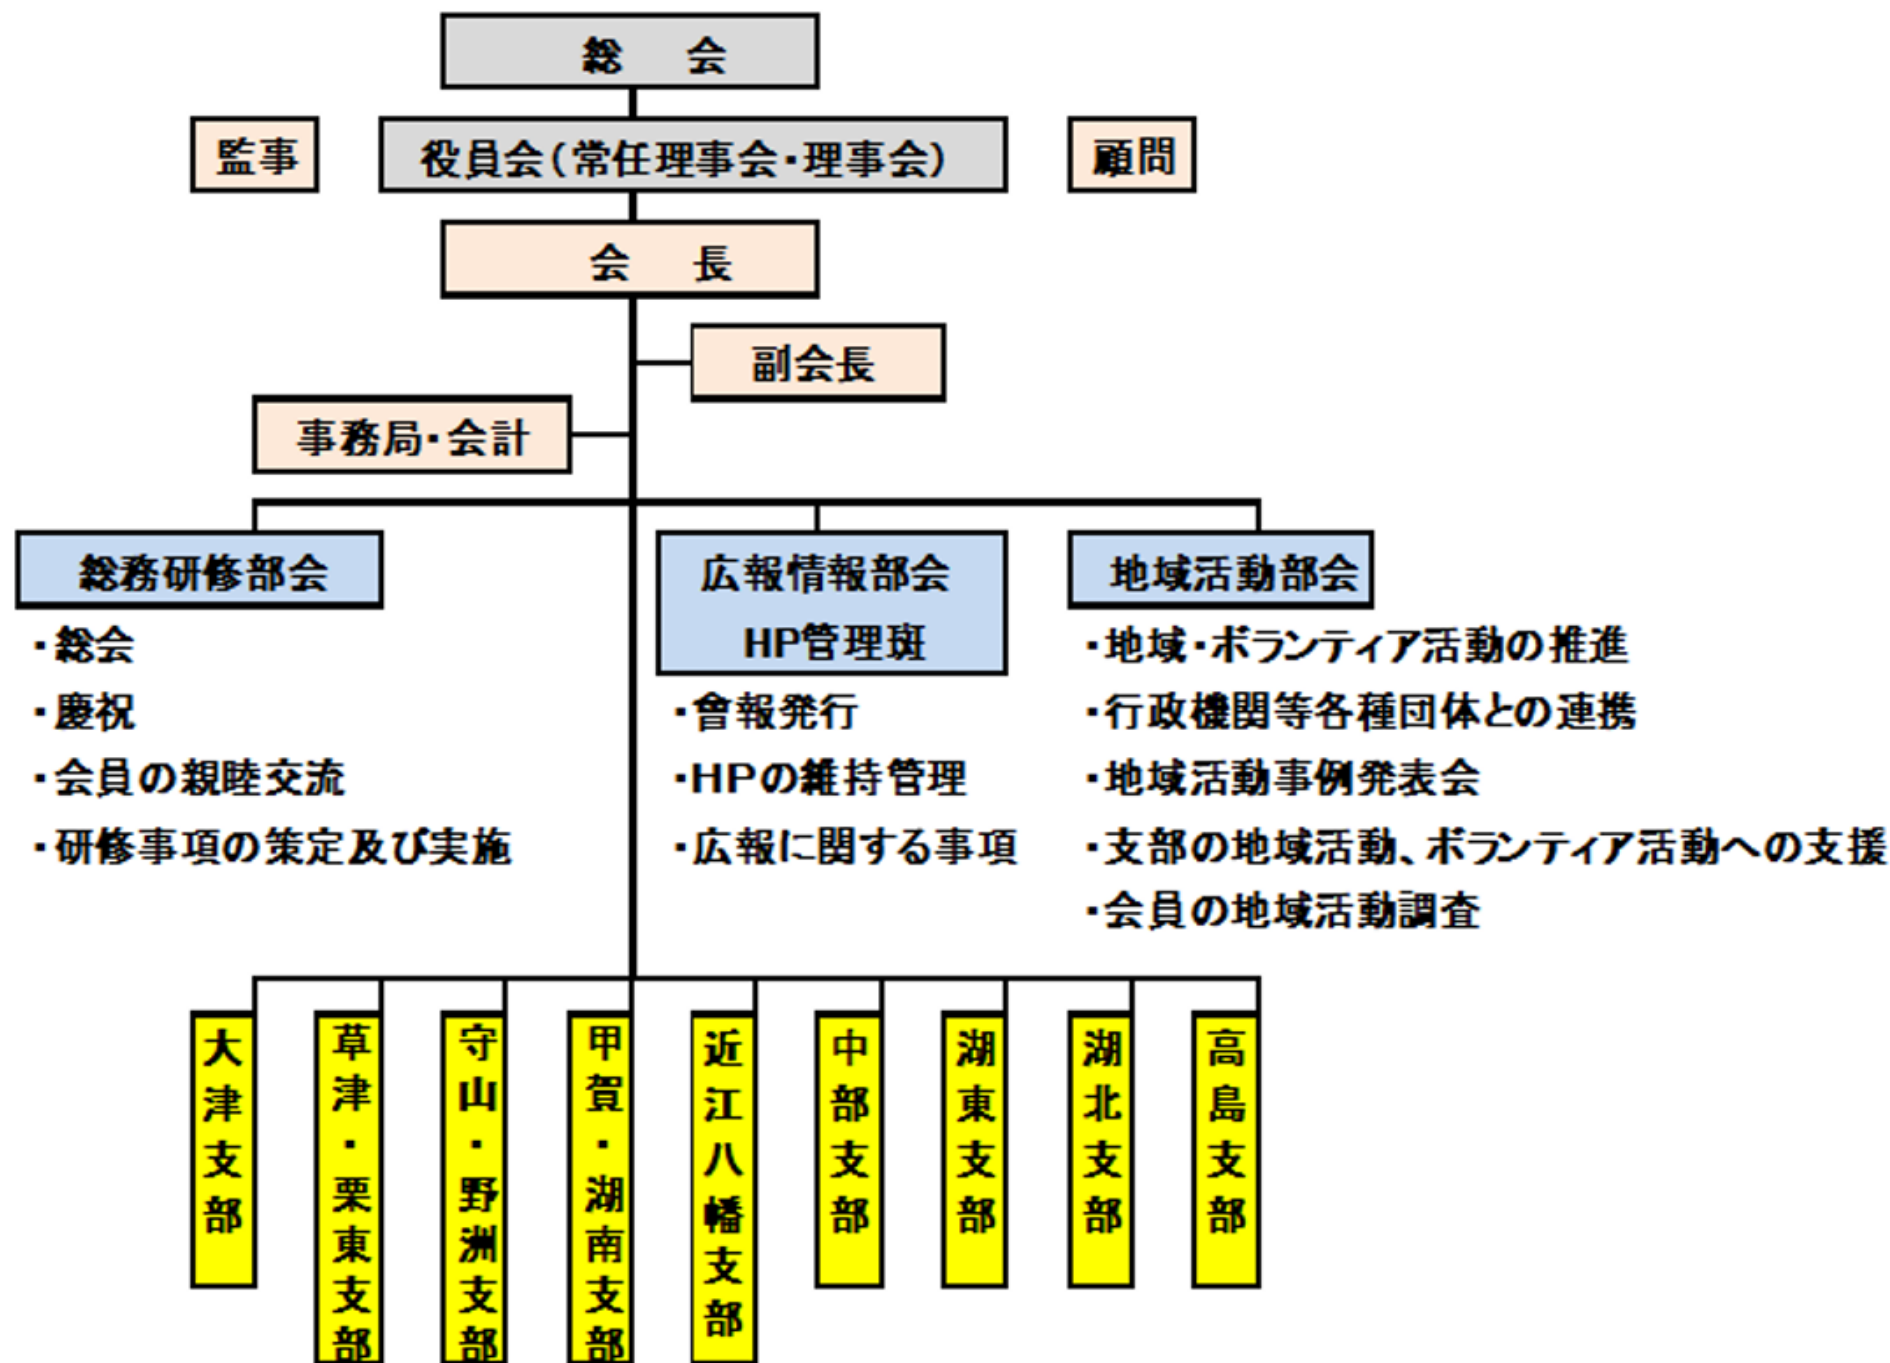 総　会
監事
役員会(常任理事会・理事会)
顧問
会　長
副会長
事務局・会計
総務研修部会
・総会
・慶祝
・会員の親睦交流
・研修事項の策定及び実施
広報情報部会
HP管理斑
・會報発行
・HPの維持管理
・広報に関する事項
地域活動部会
・地域・ボランティア活動の推進
・行政機関等各種団体との連携
・地域活動事例発表会
・支部の地域活動、ボランティア活動への支援
・会員の地域活動調査
大津支部
草津・栗東支部
守山・野洲支部
甲賀・湖南支部
近江八幡支部
中部支部
湖東支部
湖北支部
高島支部